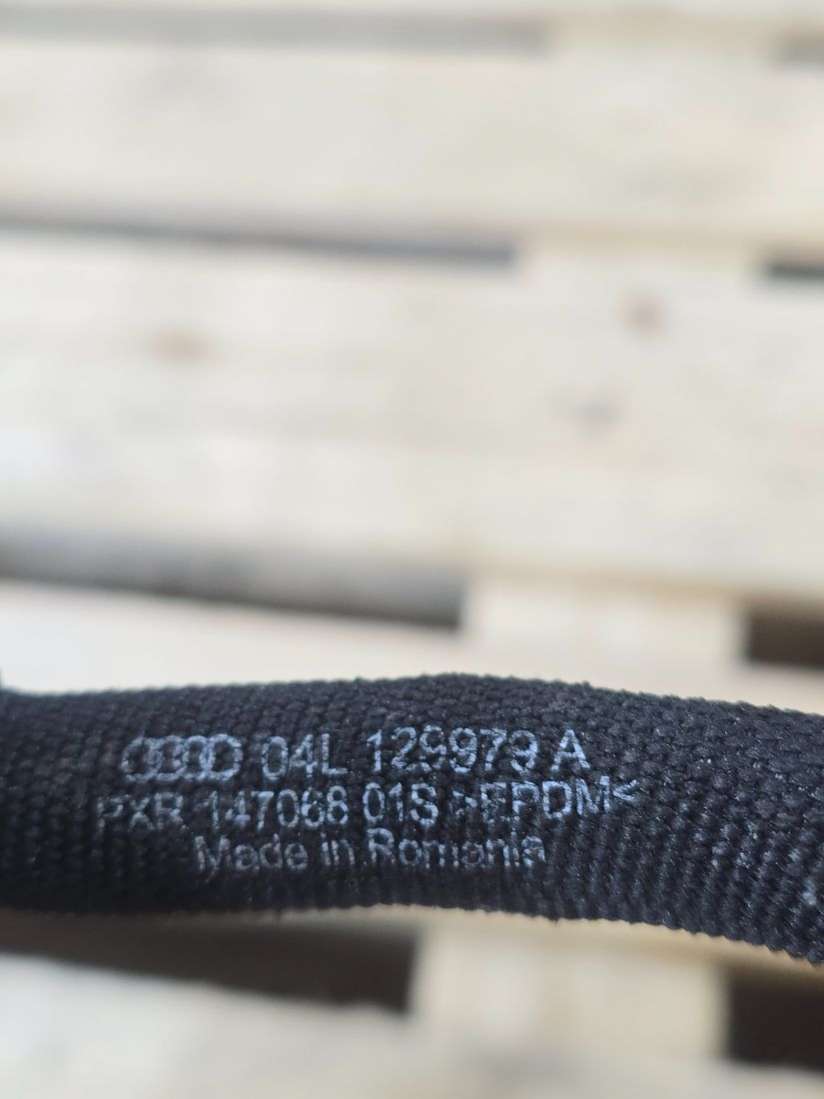 04L 129979 A
PXR 147068 01S >EPDM<
Made in Romania